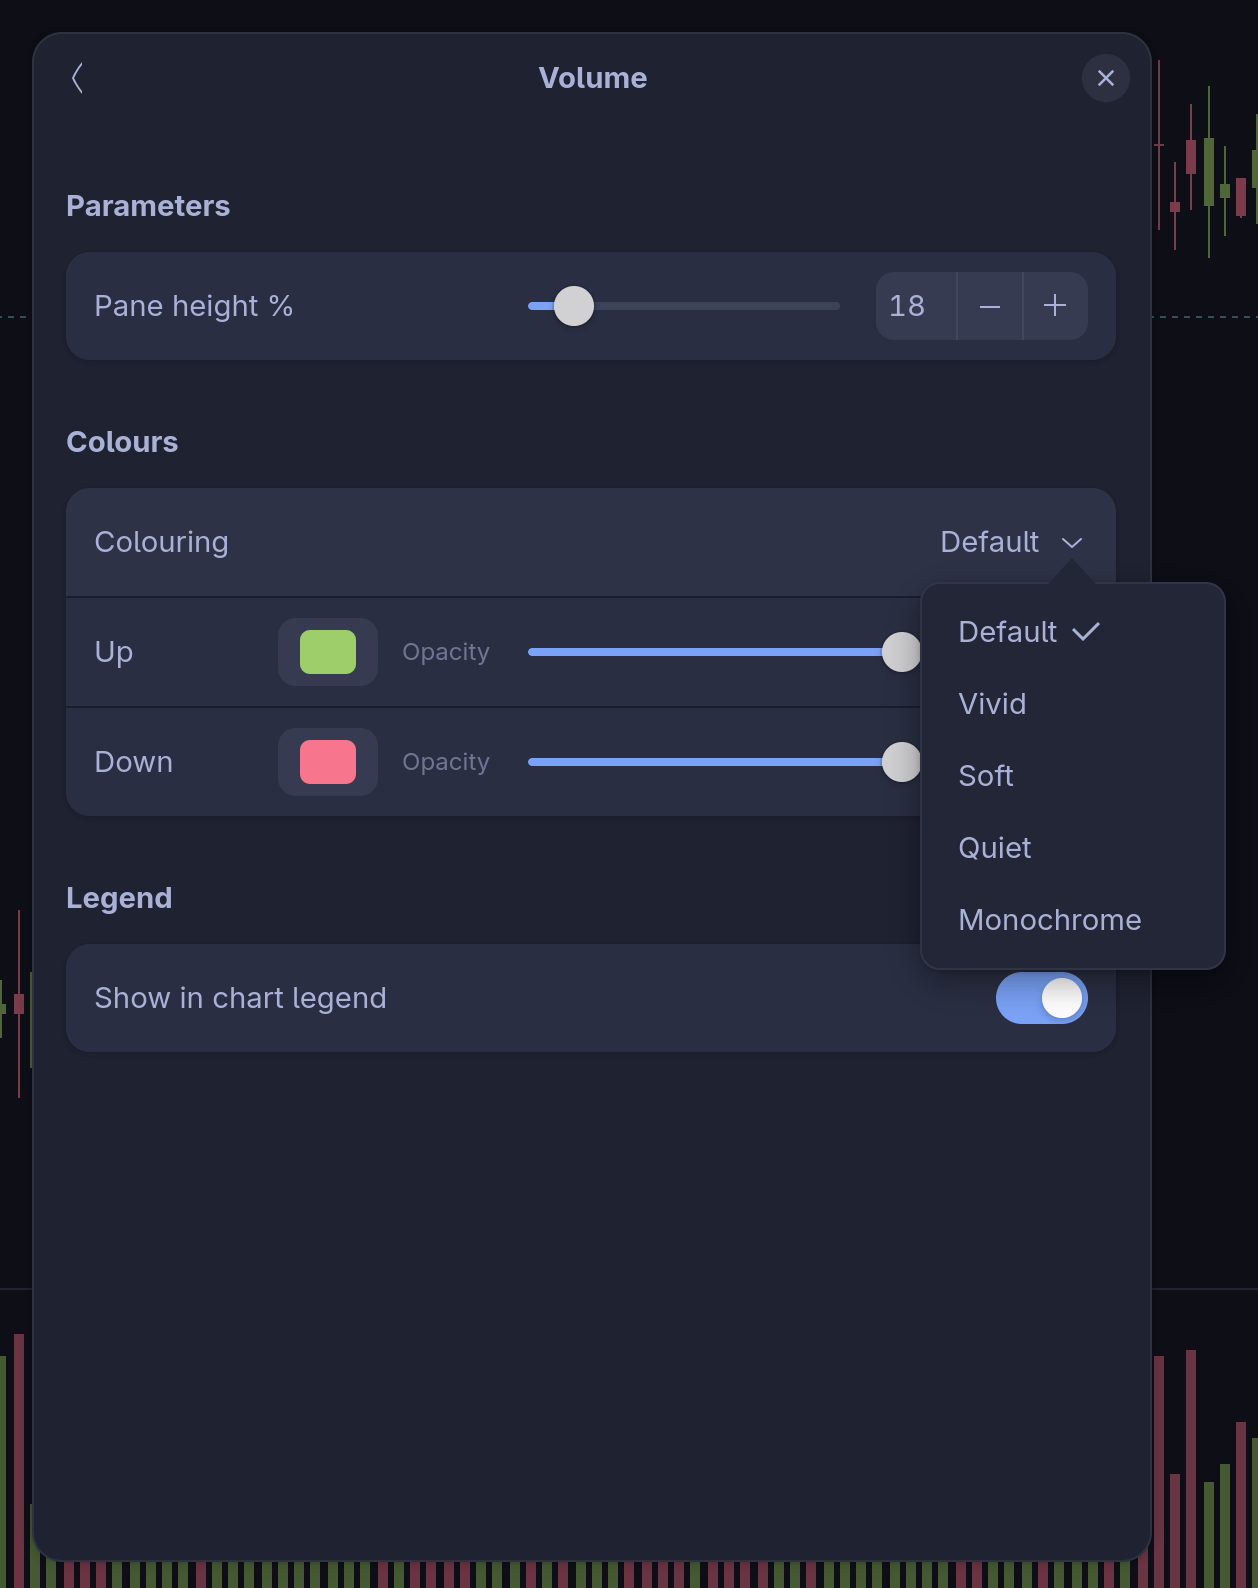 Volume
Parameters
Pane height %
18
Colours
Colouring
Default
Up
Opacity
Down
Opacity
Default
Vivid
Soft
Quiet
Monochrome
Legend
Show in chart legend